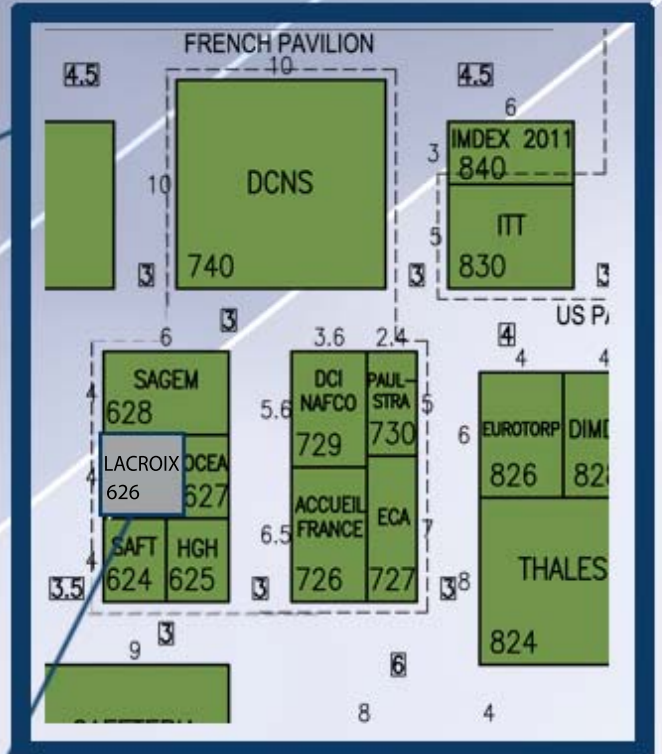 FRENCH PAVILION
4.5
10
4.5
6
3
IMDEX 2011
840
10
DCNS
5
ITT
740
830
3
3
3
3
US PA
6
3.6
2.4
4
4
4
SAGEM
628
5.6
DCI
NAFCO
729
PAUL-
STRA
730
5
6
EUROTORP
826
DIMD
828
4
LACROIX
626
OCEA
627
4
SAFT
624
HGH
625
6.5
ACCUEIL
FRANCE
726
ECA
727
7
8
THALES
824
3.5
3
3
3
9
6
8
4